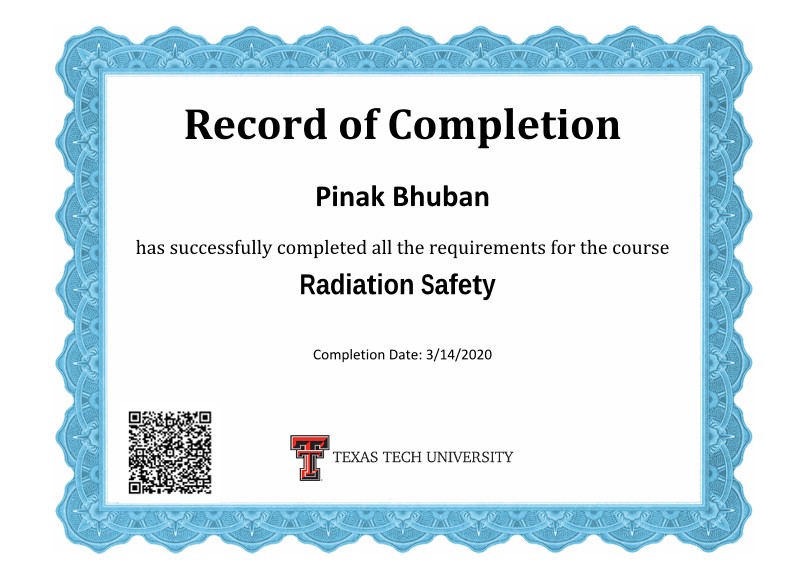 Record of Completion
Pinak Bhuban
has successfully completed all the requirements for the course
Radiation Safety
Completion Date: 3/14/2020
TEXAS TECH UNIVERSITY